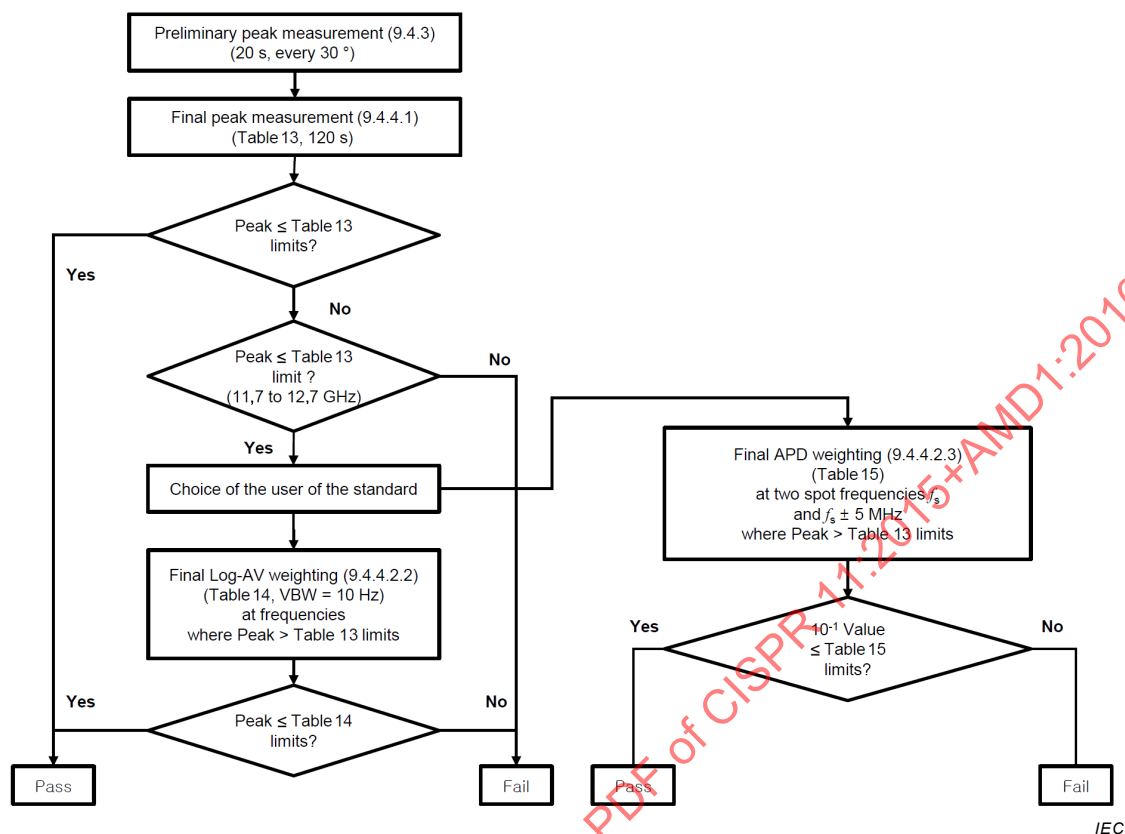 Preliminary peak measurement (9.4.3)
(20 s, every 30 °)
Final peak measurement (9.4.4.1)
(Table 13, 120 s)
Peak ≤ Table 13
limits?
Yes
No
Peak ≤ Table 13
limit ?
(11,7 to 12,7 GHz)
No
Yes
Choice of the user of the standard
Final Log-AV weighting (9.4.4.2.2)
(Table 14, VBW = 10 Hz)
at frequencies
where Peak > Table 13 limits
Yes
Peak ≤ Table 14
limits?
No
Pass
Fail
Final APD weighting (9.4.4.2.3)
(Table 15)
at two spot frequencies fs
and fs ± 5 MHz
where Peak > Table 13 limits
Yes
10-1 Value
≤ Table 15
limits?
No
Pass
Fail
IEC
PDF of CISPR 11:2015+AMD1:2016